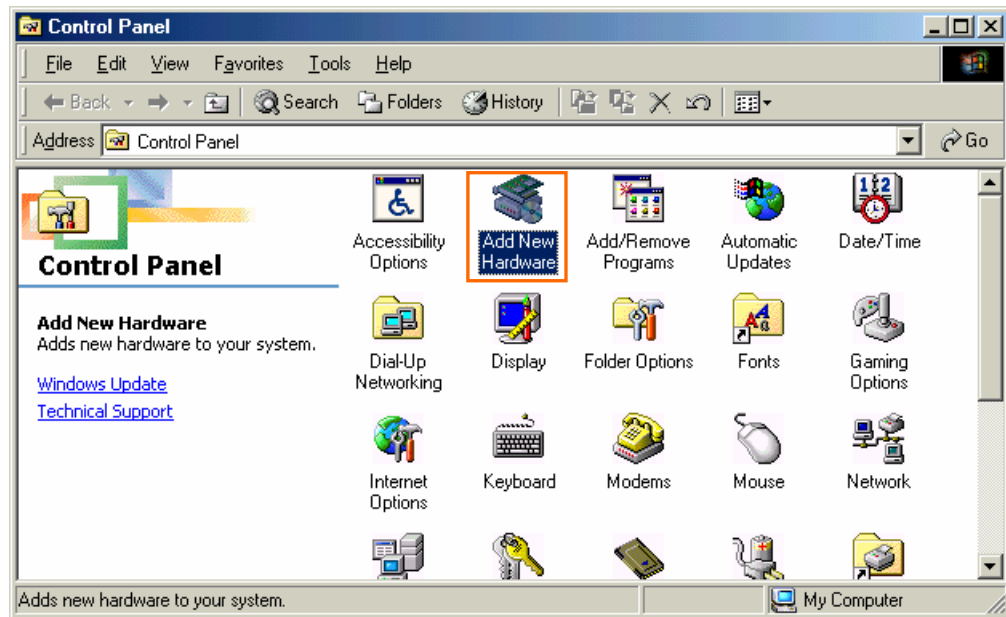 Control Panel
File Edit View Favorites Tools Help
Back Search Folders History
Address Control Panel Go
Control Panel
Add New Hardware
Adds new hardware to your system.
Windows Update
Technical Support
Accessibility
Options
Add New
Hardware
Add/Remove
Programs
Automatic
Updates
Date/Time
Dial-Up
Networking
Display
Folder Options
Fonts
Gaming
Options
Internet
Options
Keyboard
Modems
Mouse
Network
Adds new hardware to your system. My Computer